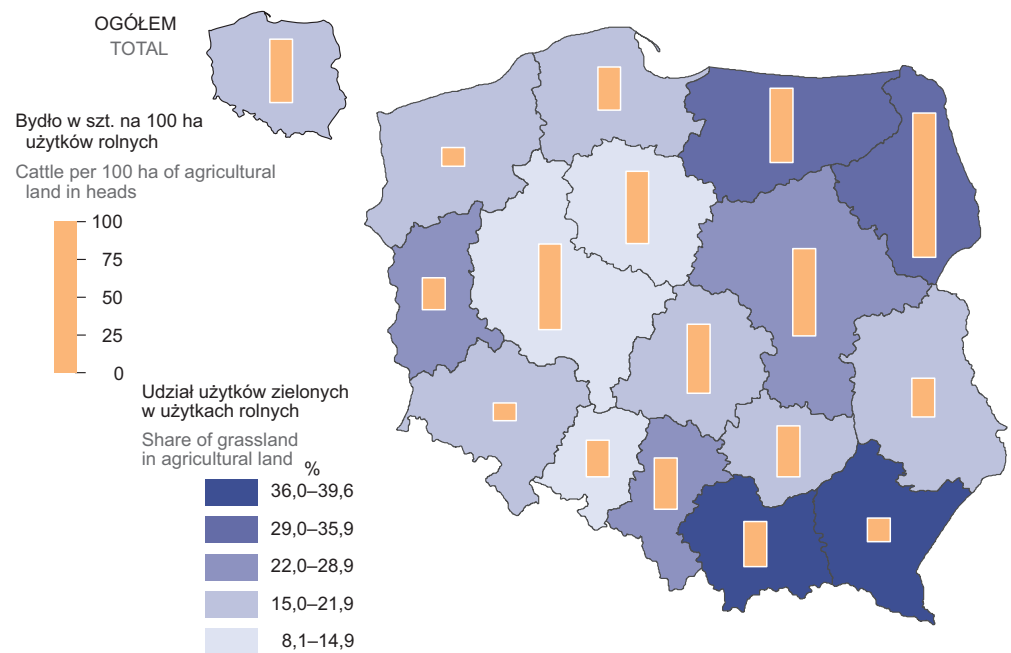 OGÓŁEM
TOTAL
Bydło w szt. na 100 ha
użytków rolnych
Cattle per 100 ha of agricultural
land in heads
100
75
50
25
0
Udział użytków zielonych
w użytkach rolnych
Share of grassland
in agricultural land
%
36,0–39,6
29,0–35,9
22,0–28,9
15,0–21,9
8,1–14,9